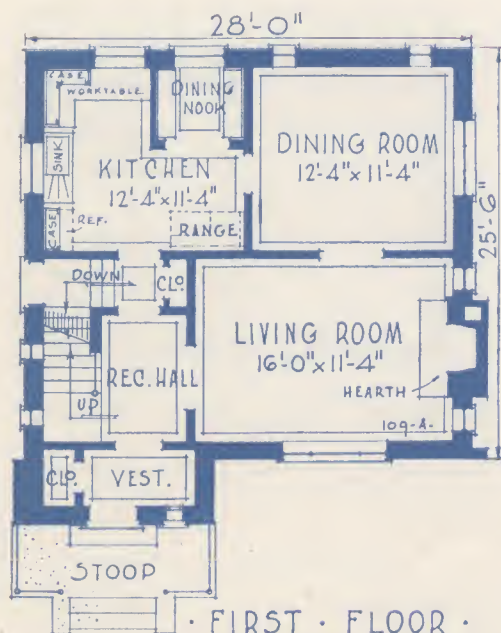 28'-0"
CASE
WORKTABLE
DINING
NOOK
DINING ROOM
12'-4" x 11'-4"
SINK
KITCHEN
12'-4" x 11'-4"
25'-6"
CASE
REF.
RANGE
DOWN
CLO.
LIVING ROOM
16'-0" x 11'-4"
REC. HALL
HEARTH
UP
109-A-
CLO.
VEST.
STOOP
· FIRST · FLOOR ·